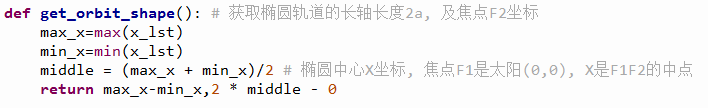 def get_orbit_shape(): # 获取椭圆轨道的长轴长度2a, 及焦点F2坐标
    max_x=max(x_lst)
    min_x=min(x_lst)
    middle = (max_x + min_x)/2 # 椭圆中心X坐标, 焦点F1是太阳(0,0), X是F1F2的中点
    return max_x-min_x,2 * middle - 0